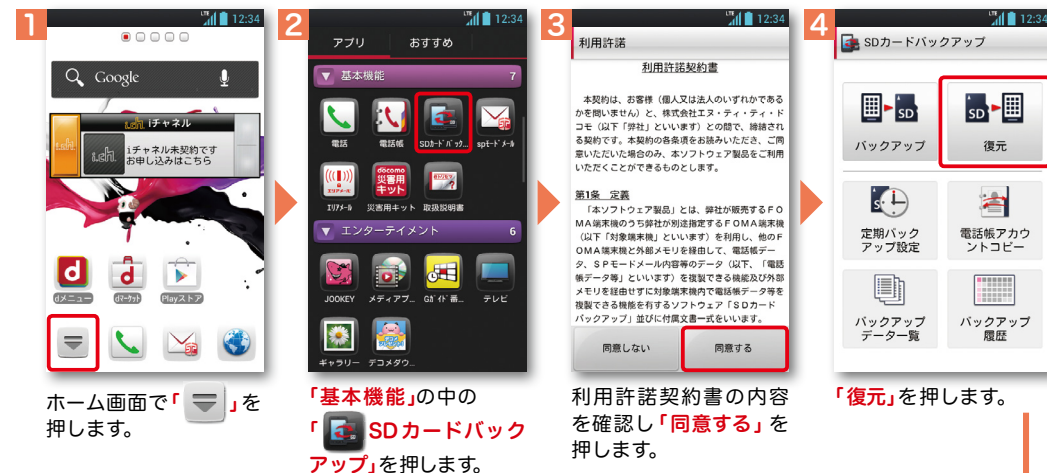 1
12:34
Google
iチャネル
i.ch.
i.ch.
iチャネル未契約です
お申し込みはこちら
dメニュー
dマーケット
Playストア
ホーム画面で「 」を
押します。
2
12:34
アプリ
おすすめ
基本機能
7
電話
電話帳
SDカードバック...
spモードメール
エリアメール
docomo
災害用
キット
災害用キット
取扱説明書
エンターテイメント
6
JOOKEY
メディアプ...
Gガイド番...
テレビ
ギャラリー
デコメダウ...
「基本機能」の中の
「 SDカードバック
アップ」を押します。
3
12:34
利用許諾
利用許諾契約書
本契約は、お客様（個人又は法人のいずれかである
かを問いません）と、株式会社エヌ・ティ・ティ・ド
コモ（以下「弊社」といいます）との間で、締結され
る契約です。本契約の各条項をお読みいただき、ご同
意いただいた場合のみ、本ソフトウェア製品をご利用
いただくことができるものとします。
第1条 定義
「本ソフトウェア製品」とは、弊社が販売するＦＯ
ＭＡ端末機のうち弊社が別途指定するＦＯＭＡ端末機
（以下「対象端末機」といいます）を利用し、他のＦ
ＯＭＡ端末機と外部メモリを経由して、電話帳デー
タ、ＳＰモードメール内容等のデータ（以下、「電話
帳データ等」といいます）を複製できる機能及び外部
メモリを経由せずに対象端末機内で電話帳データ等を
複製できる機能を有するソフトウェア「ＳＤカード
バックアップ」並びに付属文書一式をいいます。
同意しない
同意する
利用許諾契約書の内容
を確認し「同意する」を
押します。
4
12:34
SDカードバックアップ
SD
バックアップ
SD
復元
定期バック
アップ設定
電話帳アカウ
ントコピー
バックアップ
データ一覧
バックアップ
履歴
「復元」を押します。